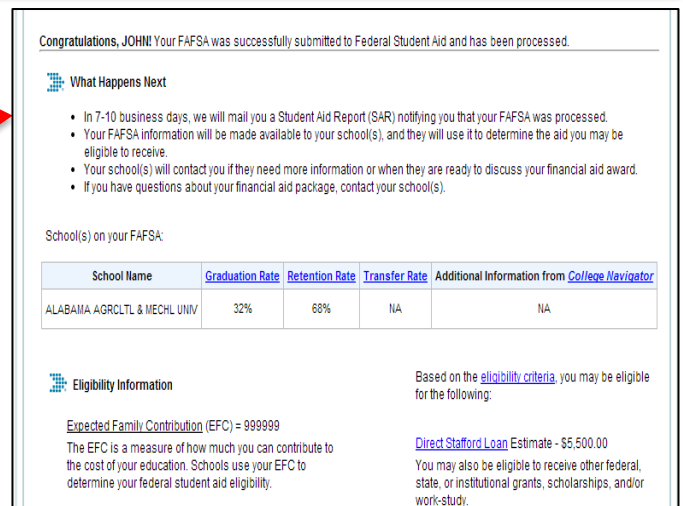 Congratulations, JOHN! Your FAFSA was successfully submitted to Federal Student Aid and has been processed.
What Happens Next
• In 7-10 business days, we will mail you a Student Aid Report (SAR) notifying you that your FAFSA was processed.
• Your FAFSA information will be made available to your school(s), and they will use it to determine the aid you may be
eligible to receive.
• Your school(s) will contact you if they need more information or when they are ready to discuss your financial aid award.
• If you have questions about your financial aid package, contact your school(s).
School(s) on your FAFSA:
School Name Graduation Rate Retention Rate Transfer Rate Additional Information from College Navigator
ALABAMA AGRCLTL & MECHL UNIV 32% 68% NA NA
Eligibility Information
Expected Family Contribution (EFC) = 999999
The EFC is a measure of how much you can contribute to
the cost of your education. Schools use your EFC to
determine your federal student aid eligibility.
Based on the eligibility criteria, you may be eligible
for the following:
Direct Stafford Loan Estimate - $5,500.00
You may also be eligible to receive other federal,
state, or institutional grants, scholarships, and/or
work-study.